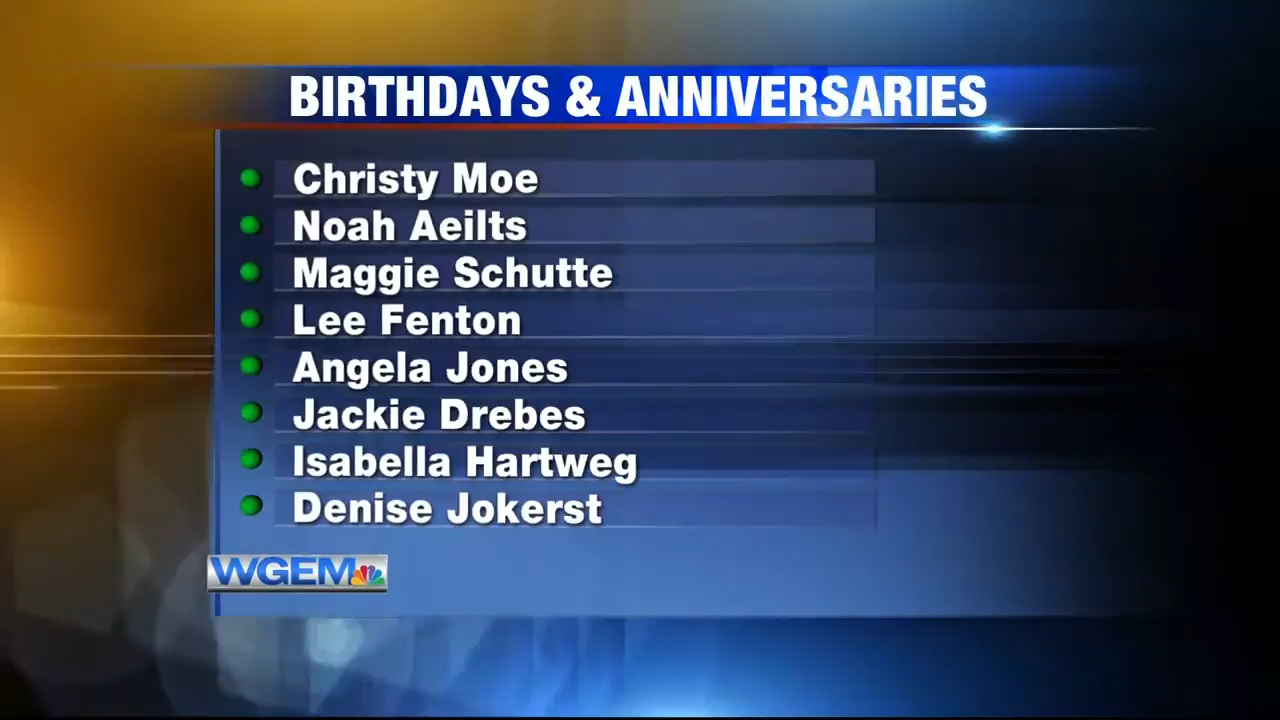 BIRTHDAYS & ANNIVERSARIES
Christy Moe
Noah Aeilts
Maggie Schutte
Lee Fenton
Angela Jones
Jackie Drebes
Isabella Hartweg
Denise Jokerst
WGEM